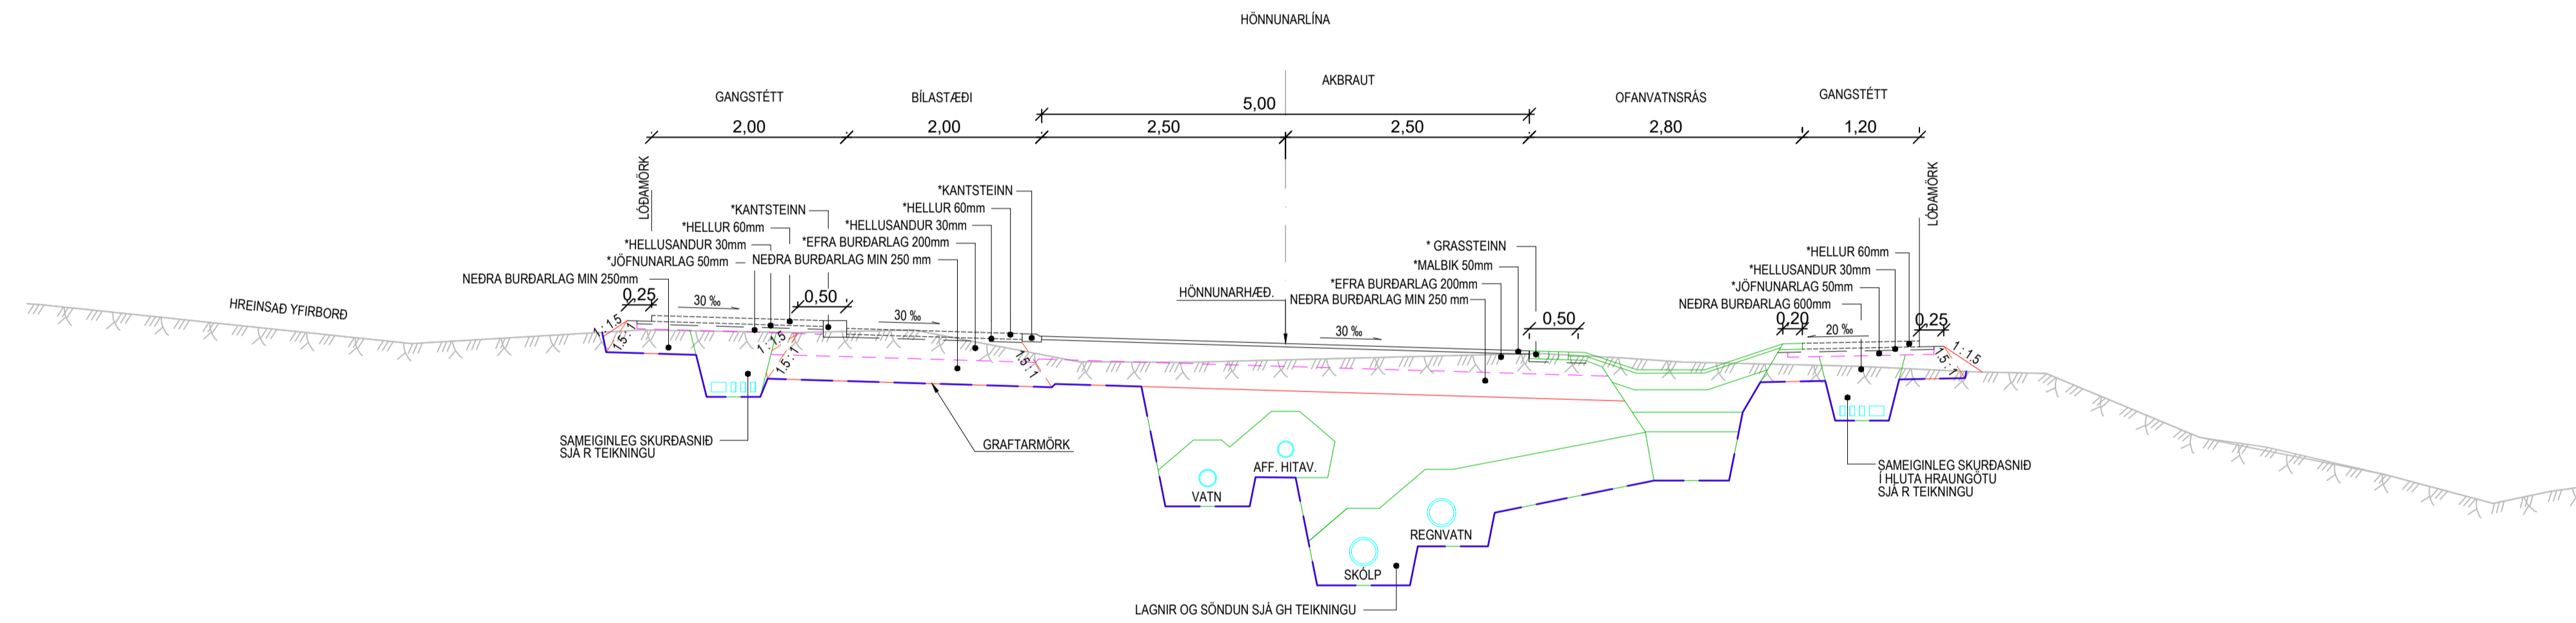 HÖNNUNARLÍNA
AKBRAUT
GANGSTÉTT
BÍLASTÆÐI
OFANVATNSRÁS
GANGSTÉTT
5,00
2,00
2,00
2,50
2,50
2,80
1,20
LÓÐAMÖRK
LÓÐAMÖRK
*KANTSTEINN
*HELLUR 60mm
*HELLUSANDUR 30mm
*EFRA BURÐARLAG 200mm
NEÐRA BURÐARLAG MIN 250 mm
*KANTSTEINN
*HELLUR 60mm
*HELLUSANDUR 30mm
*JÖFNUNARLAG 50mm
NEÐRA BURÐARLAG MIN 250mm
* GRASSTEINN
*MALBIK 50mm
*EFRA BURÐARLAG 200mm
NEÐRA BURÐARLAG MIN 250 mm
*HELLUR 60mm
*HELLUSANDUR 30mm
*JÖFNUNARLAG 50mm
NEÐRA BURÐARLAG 600mm
HÖNNUNARHÆÐ.
HREINSAÐ YFIRBORÐ
0,25
30 ‰
0,50
30 ‰
30 ‰
0,50
0,20
20 ‰
0,25
1 : 1.5
1.5 : 1
1 : 1.5
1.5 : 1
1.5 : 1
1.5 : 1
1 : 1.5
SAMEIGINLEG SKURÐASNIÐ
SJÁ R TEIKNINGU
GRAFTARMÖRK
AFF. HITAV.
VATN
REGNVATN
SKÓLP
SAMEIGINLEG SKURÐASNIÐ
Í HLUTA HRAUNGÖTU
SJÁ R TEIKNINGU
LAGNIR OG SÖNDUN SJÁ GH TEIKNINGU